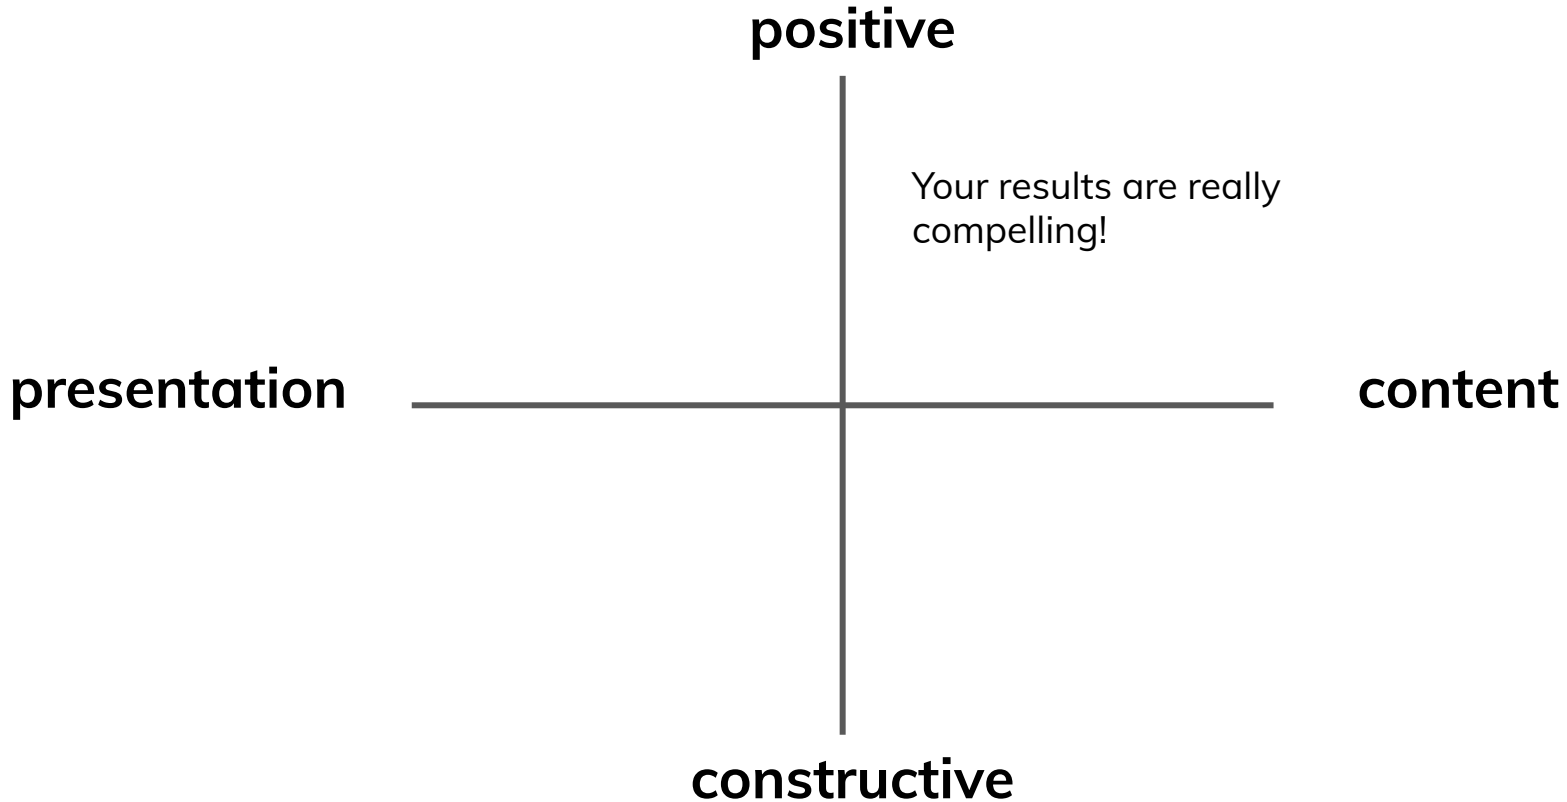 positive
Your results are really
compelling!
presentation
content
constructive